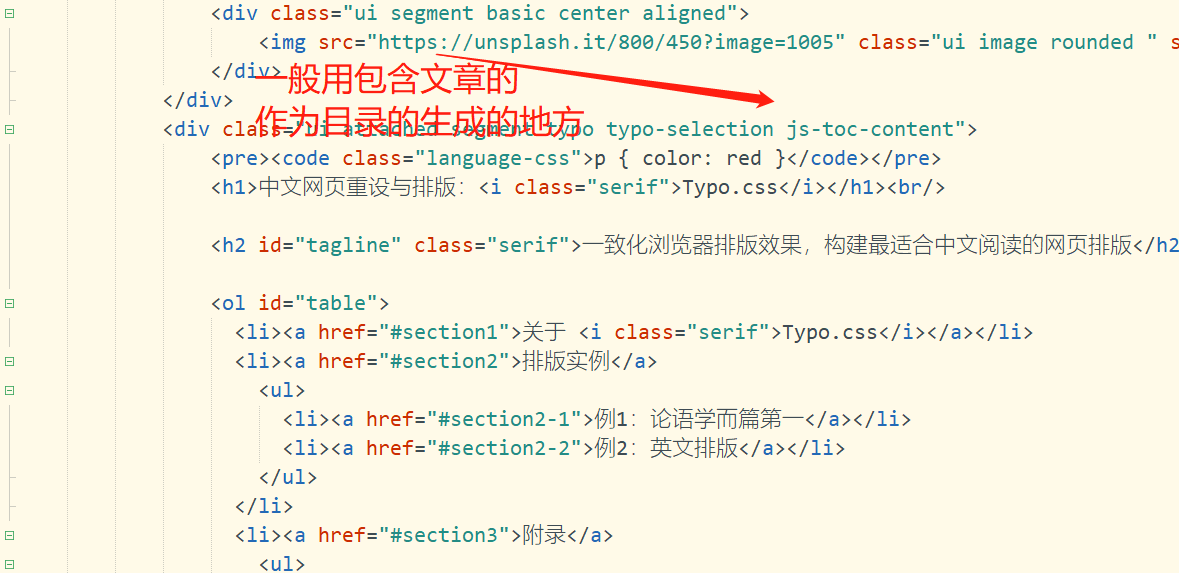 <div class="ui segment basic center aligned">
<img src="https://unsplash.it/800/450?image=1005" class="ui image rounded " s
</div>
一般用包含文章的
</div>
作为目录的生成的地方
<div class="ui attached segment typo typo-selection js-toc-content">
<pre><code class="language-css">p { color: red }</code></pre>
<h1>中文网页重设与排版：<i class="serif">Typo.css</i></h1><br/>
<h2 id="tagline" class="serif">一致化浏览器排版效果，构建最适合中文阅读的网页排版</h2
<ol id="table">
<li><a href="#section1">关于 <i class="serif">Typo.css</i></a></li>
<li><a href="#section2">排版实例</a>
<ul>
<li><a href="#section2-1">例1：论语学而篇第一</a></li>
<li><a href="#section2-2">例2：英文排版</a></li>
</ul>
</li>
<li><a href="#section3">附录</a>
<ul>